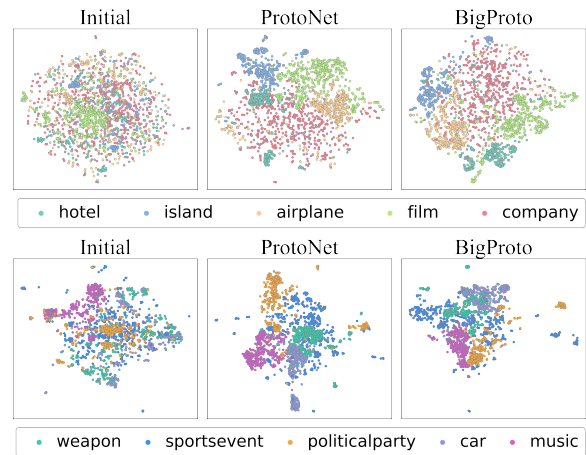 Initial ProtoNet BigProto
hotel island airplane film company
Initial ProtoNet BigProto
weapon sportsevent politicalparty car music